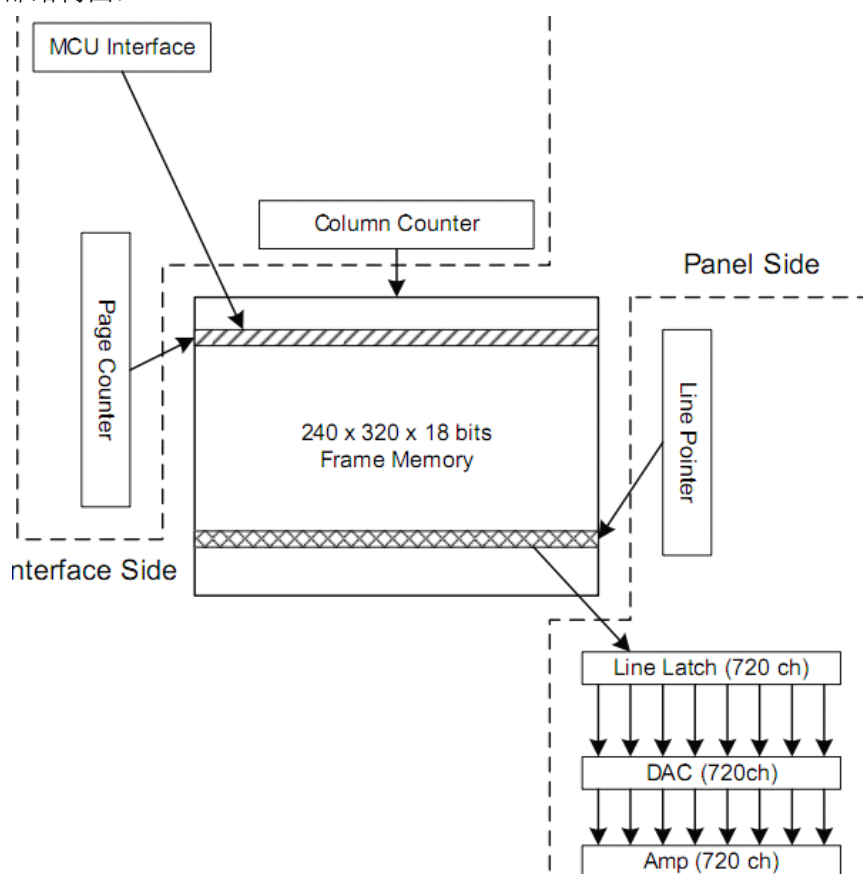 MCU Interface
Column Counter
Panel Side
Page Counter
Line Pointer
240 x 320 x 18 bits
Frame Memory
nterface Side
Line Latch (720 ch)
DAC (720ch)
Amp (720 ch)